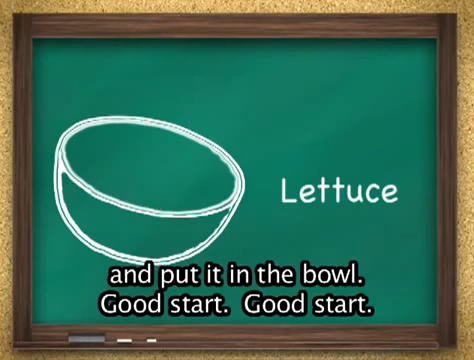 Lettuce
and put it in the bowl.
Good start.  Good start.